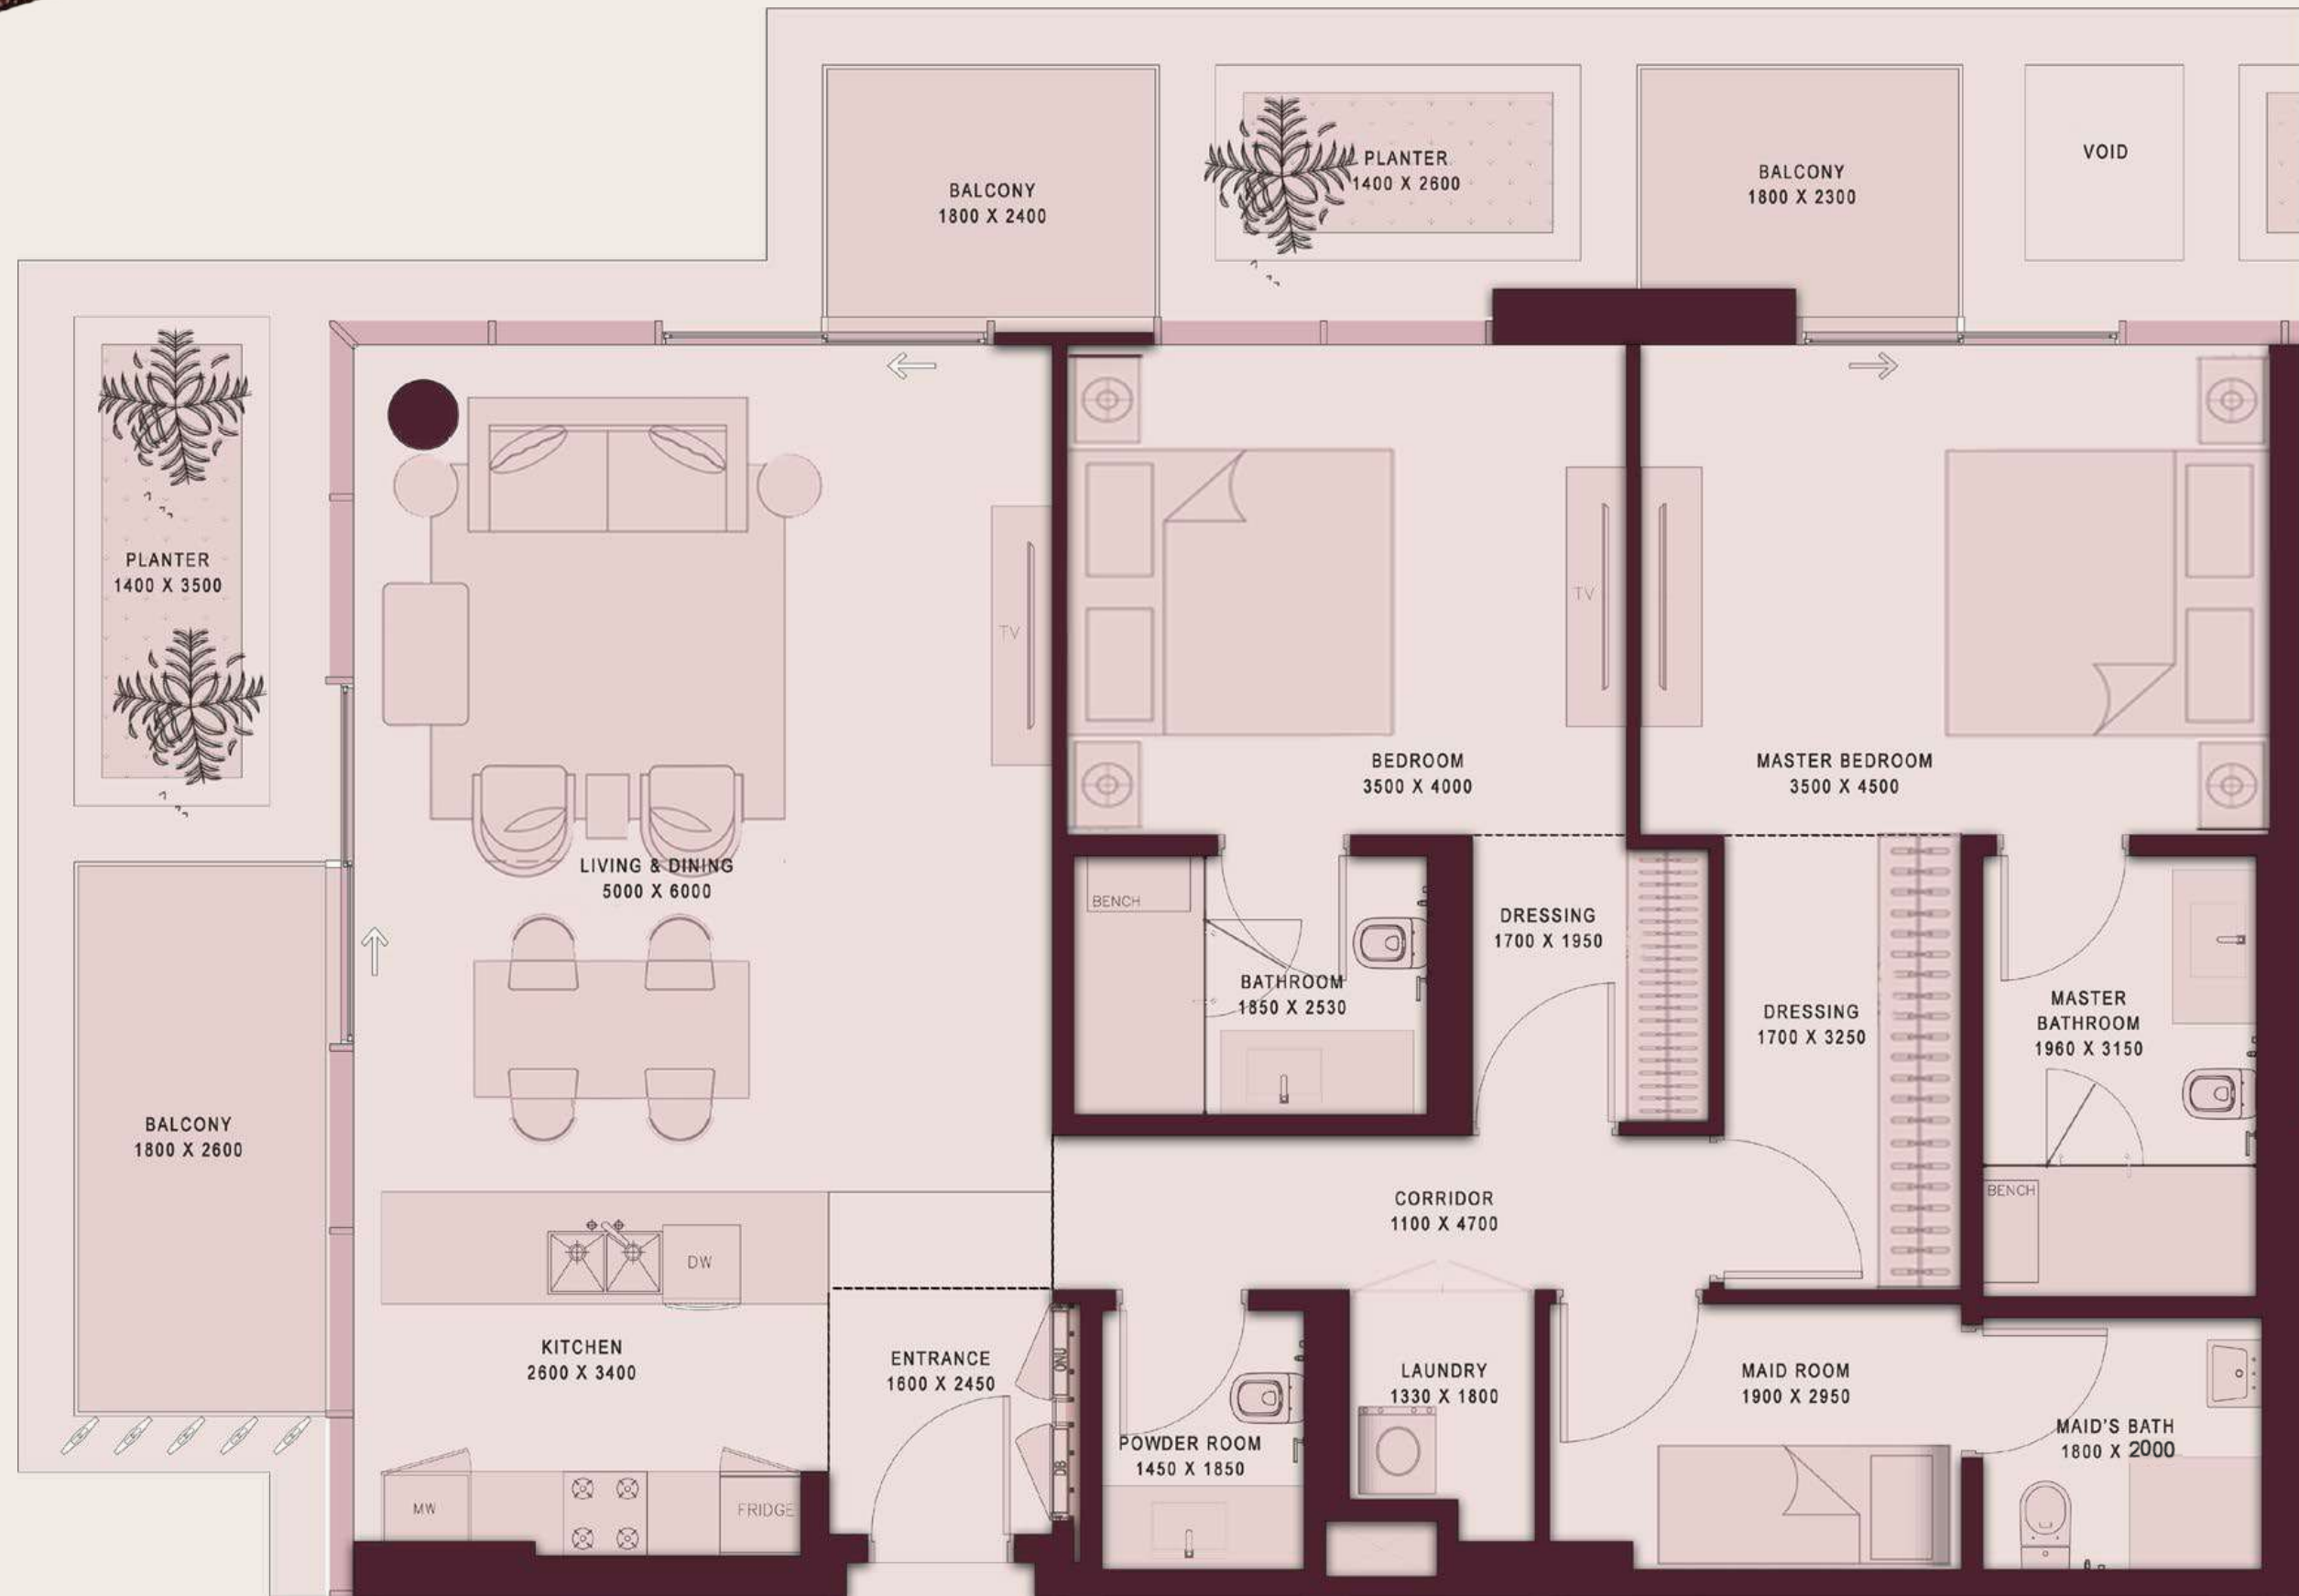 BALCONY
1800 X 2400
PLANTER
1400 X 2600
BALCONY
1800 X 2300
VOID
PLANTER
1400 X 3500
TV
TV
BEDROOM
3500 X 4000
MASTER BEDROOM
3500 X 4500
LIVING & DINING
5000 X 6000
BENCH
BATHROOM
1850 X 2530
DRESSING
1700 X 1950
DRESSING
1700 X 3250
MASTER
BATHROOM
1960 X 3150
BALCONY
1800 X 2600
BENCH
CORRIDOR
1100 X 4700
DW
KITCHEN
2600 X 3400
ENTRANCE
1600 X 2450
ONU
DB
LAUNDRY
1330 X 1800
MAID ROOM
1900 X 2950
POWDER ROOM
1450 X 1850
MAID'S BATH
1800 X 2000
MW
FRIDGE